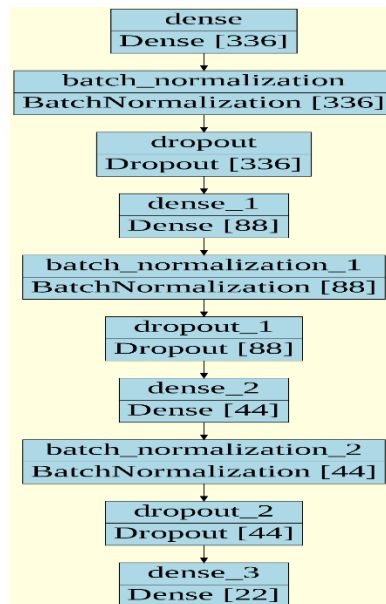 dense
Dense [336]
batch_normalization
BatchNormalization [336]
dropout
Dropout [336]
dense_1
Dense [88]
batch_normalization_1
BatchNormalization [88]
dropout_1
Dropout [88]
dense_2
Dense [44]
batch_normalization_2
BatchNormalization [44]
dropout_2
Dropout [44]
dense_3
Dense [22]